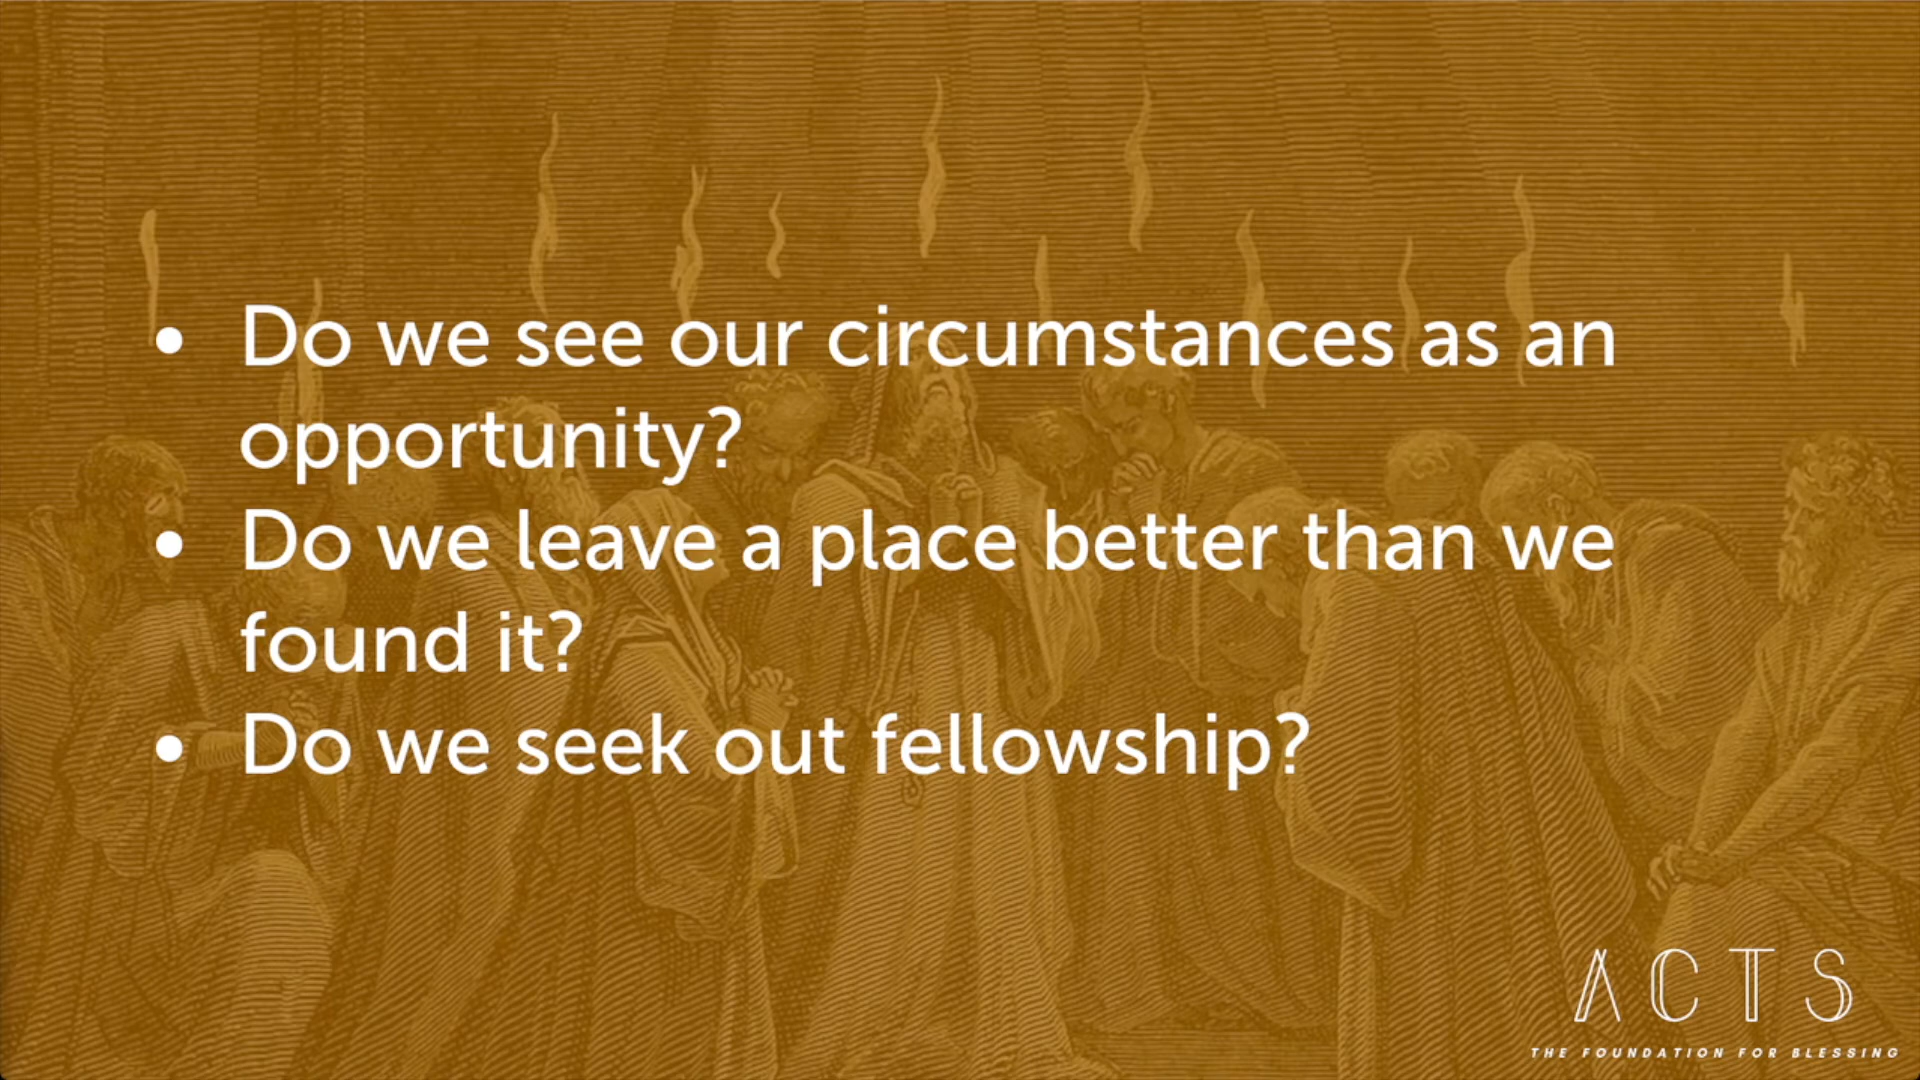 • Do we see our circumstances as an
opportunity?
• Do we leave a place better than we
found it?
• Do we seek out fellowship?
ACTS
THE FOUNDATION FOR BLESSING